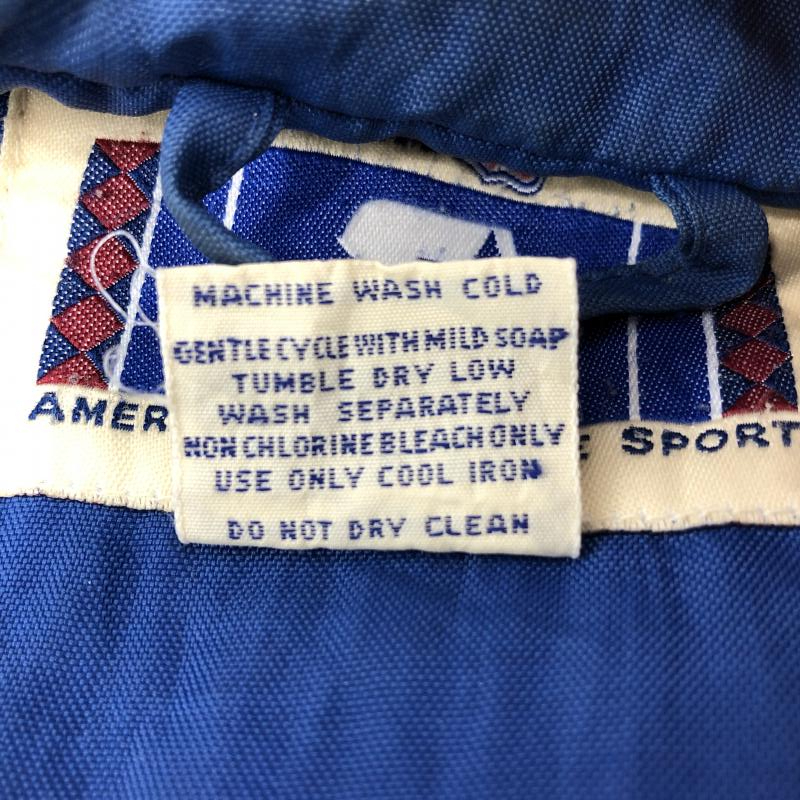 MACHINE WASH COLD
GENTLE CYCLE WITH MILD SOAP
TUMBLE DRY LOW
WASH SEPARATELY
NON CHLORINE BLEACH ONLY
USE ONLY COOL IRON
DO NOT DRY CLEAN
AMER
E SPORT